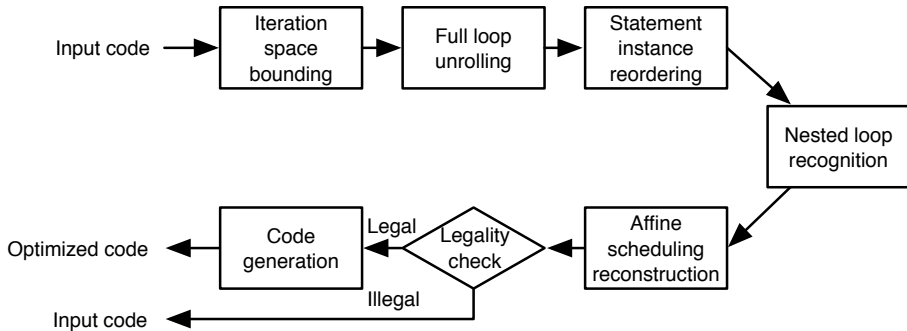 Input code
Iteration
space
bounding
Full loop
unrolling
Statement
instance
reordering
Nested loop
recognition
Affine
scheduling
reconstruction
Legality
check
Legal
Code
generation
Optimized code
Illegal
Input code